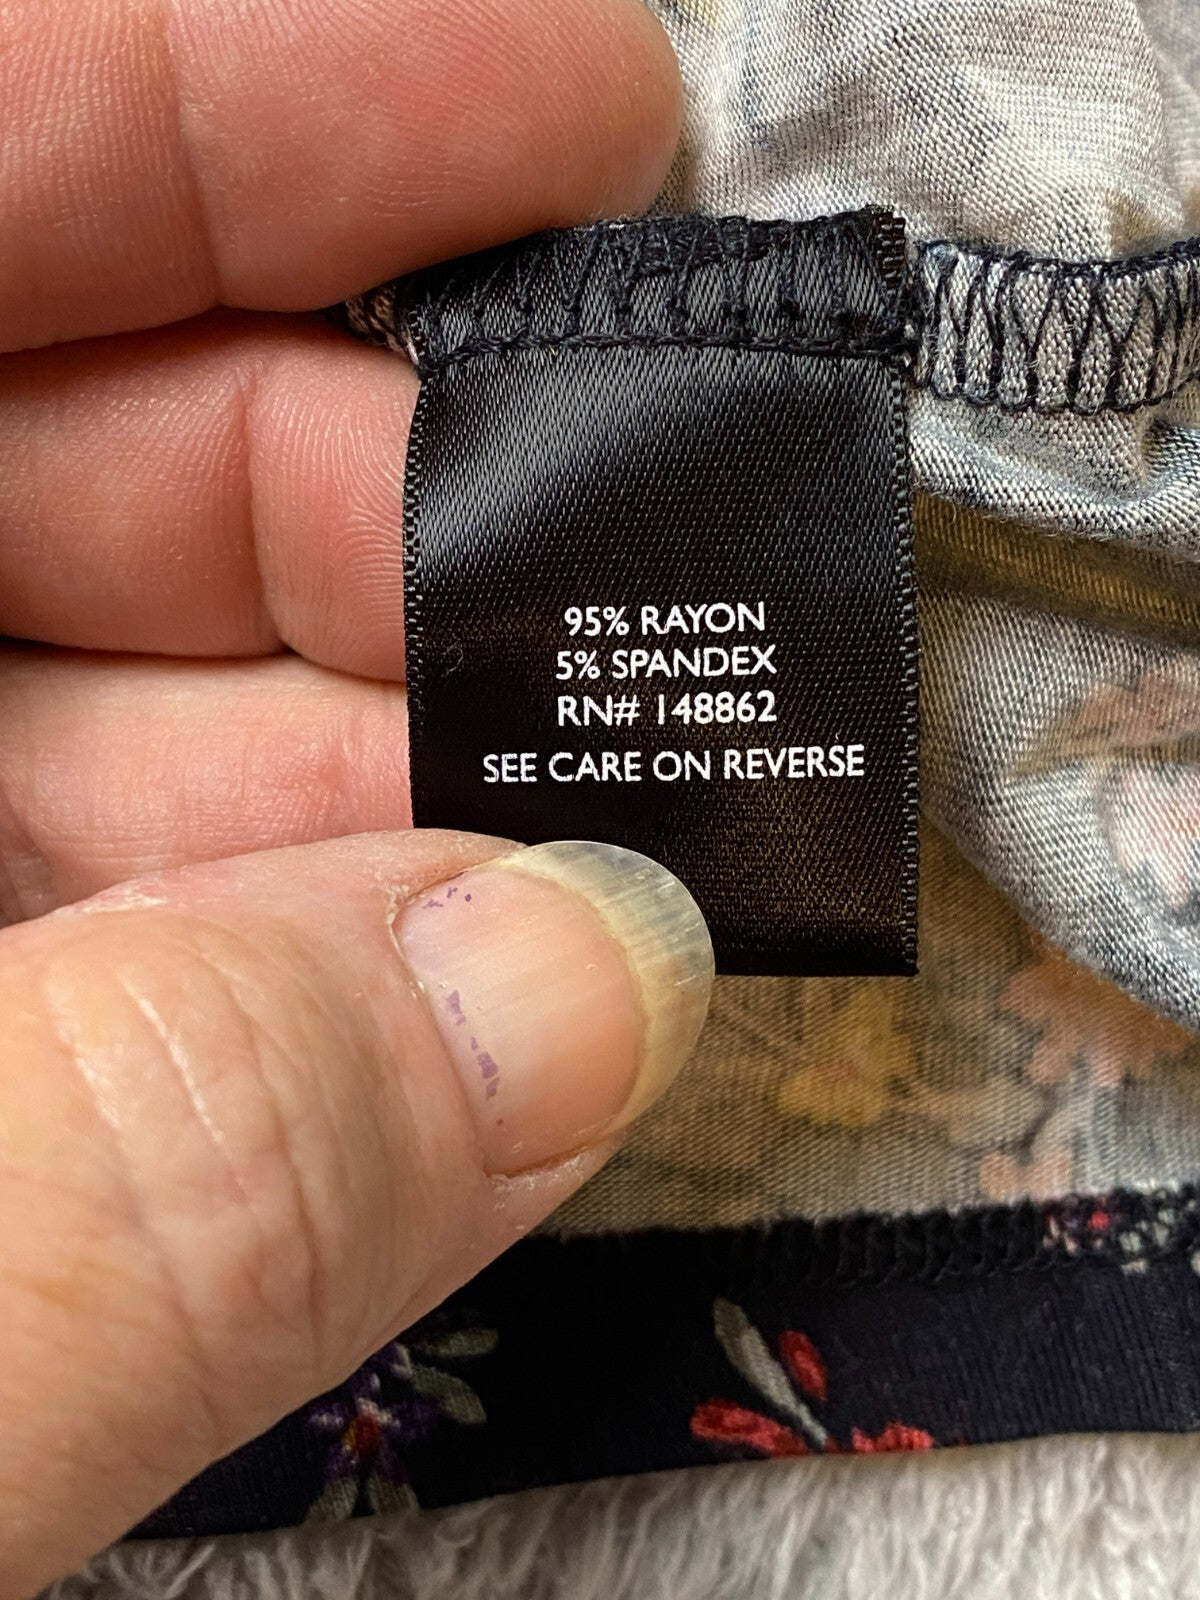 95% RAYON
5% SPANDEX
RN# 148862
SEE CARE ON REVERSE